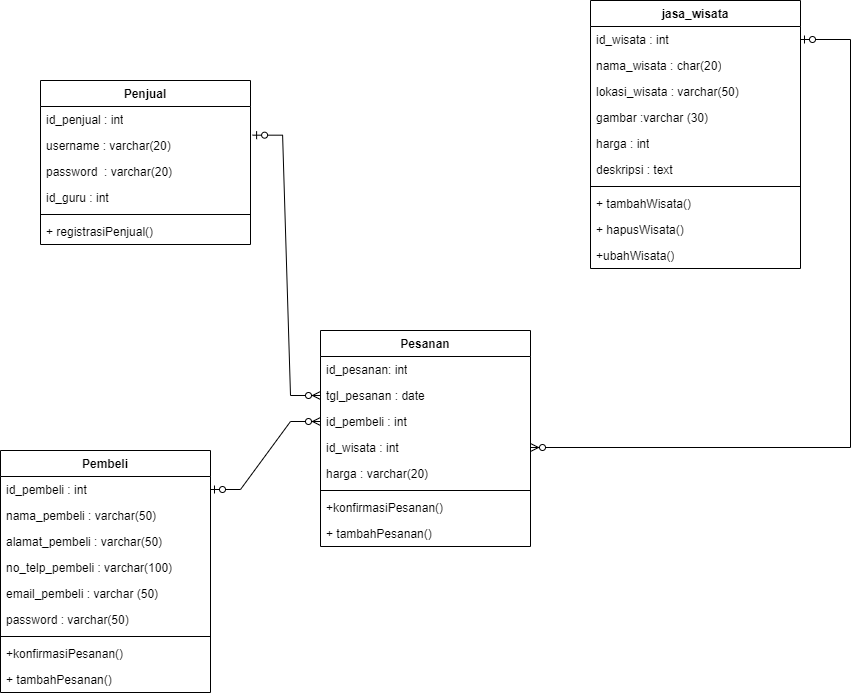 jasa_wisata
id_wisata : int
nama_wisata : char(20)
lokasi_wisata : varchar(50)
gambar :varchar (30)
harga : int
deskripsi : text
+ tambahWisata()
+ hapusWisata()
+ubahWisata()
Penjual
id_penjual : int
username : varchar(20)
password  : varchar(20)
id_guru : int
+ registrasiPenjual()
Pesanan
id_pesanan: int
tgl_pesanan : date
id_pembeli : int
id_wisata : int
harga : varchar(20)
+konfirmasiPesanan()
+ tambahPesanan()
Pembeli
id_pembeli : int
nama_pembeli : varchar(50)
alamat_pembeli : varchar(50)
no_telp_pembeli : varchar(100)
email_pembeli : varchar (50)
password : varchar(50)
+konfirmasiPesanan()
+ tambahPesanan()